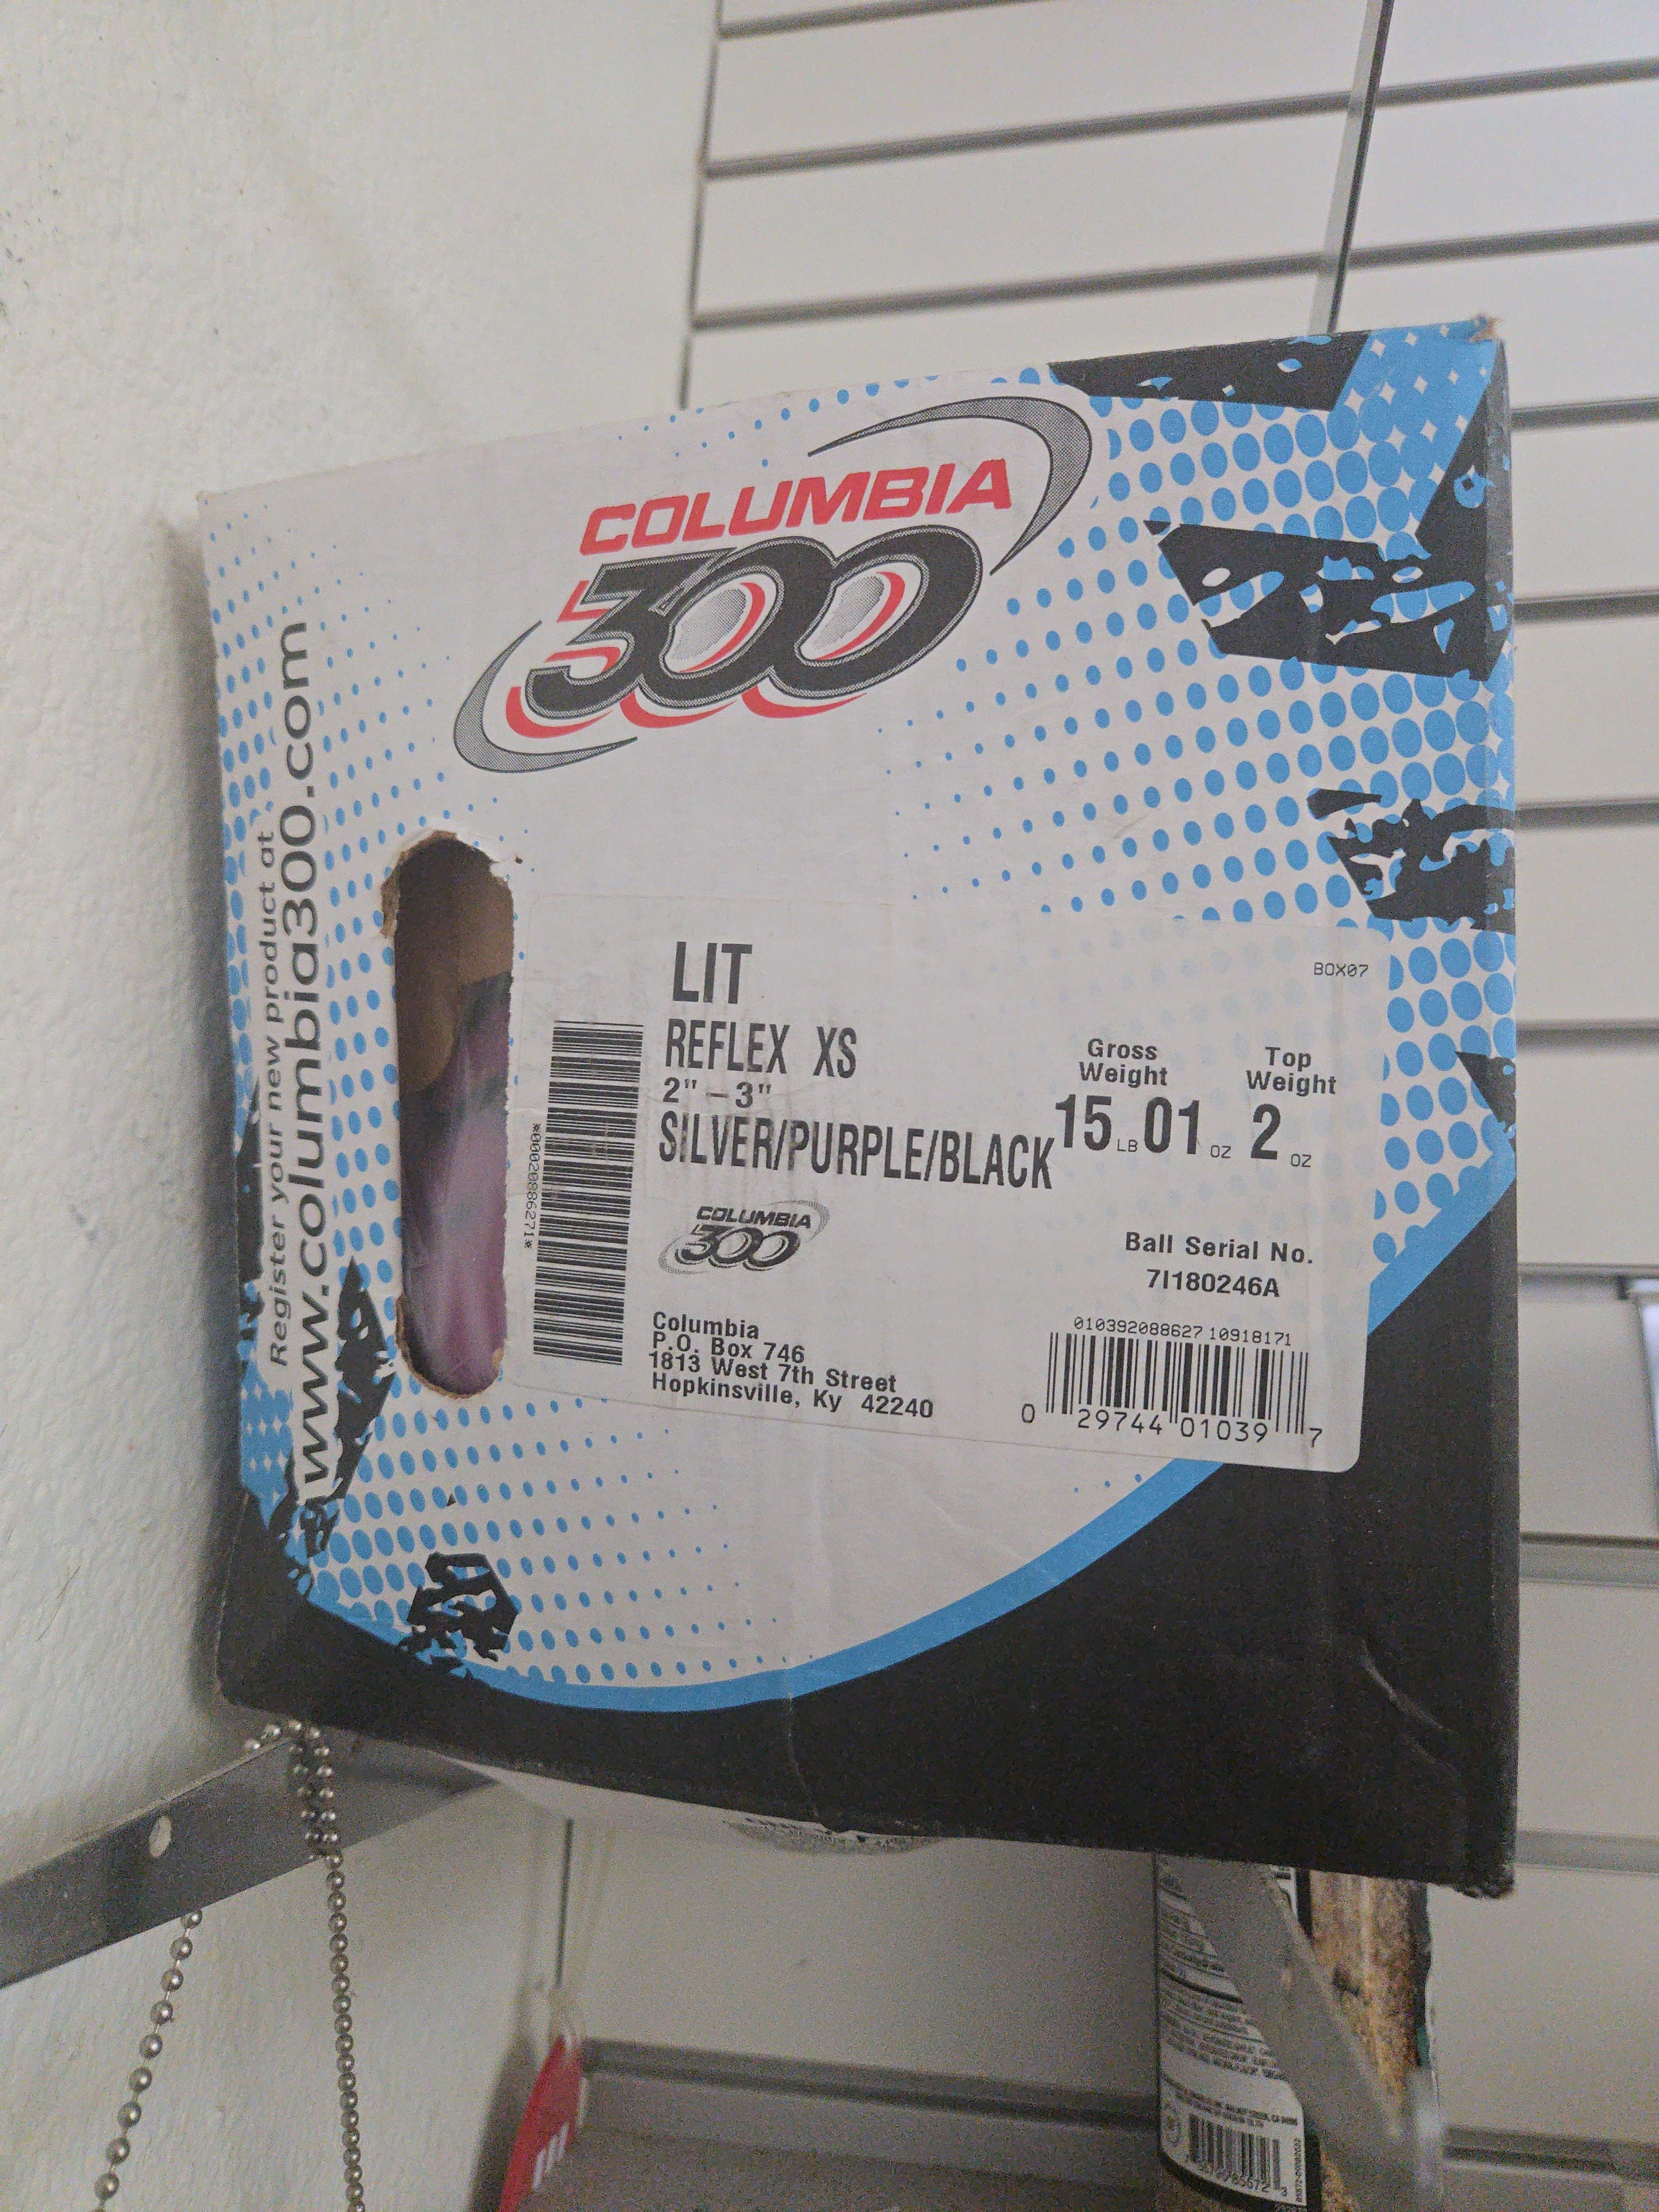 COLUMBIA
300
Register your new product at
www.columbia300.com
BOX07
LIT
REFLEX XS
2" - 3"
SILVER/PURPLE/BLACK
Gross
Weight
15 LB 01 OZ
Top
Weight
2 OZ
*00020886271*
COLUMBIA
300
Columbia
P.O. Box 746
1813 West 7th Street
Hopkinsville, Ky 42240
Ball Serial No.
7I180246A
010392088627 10918171
0 29744 01039 7